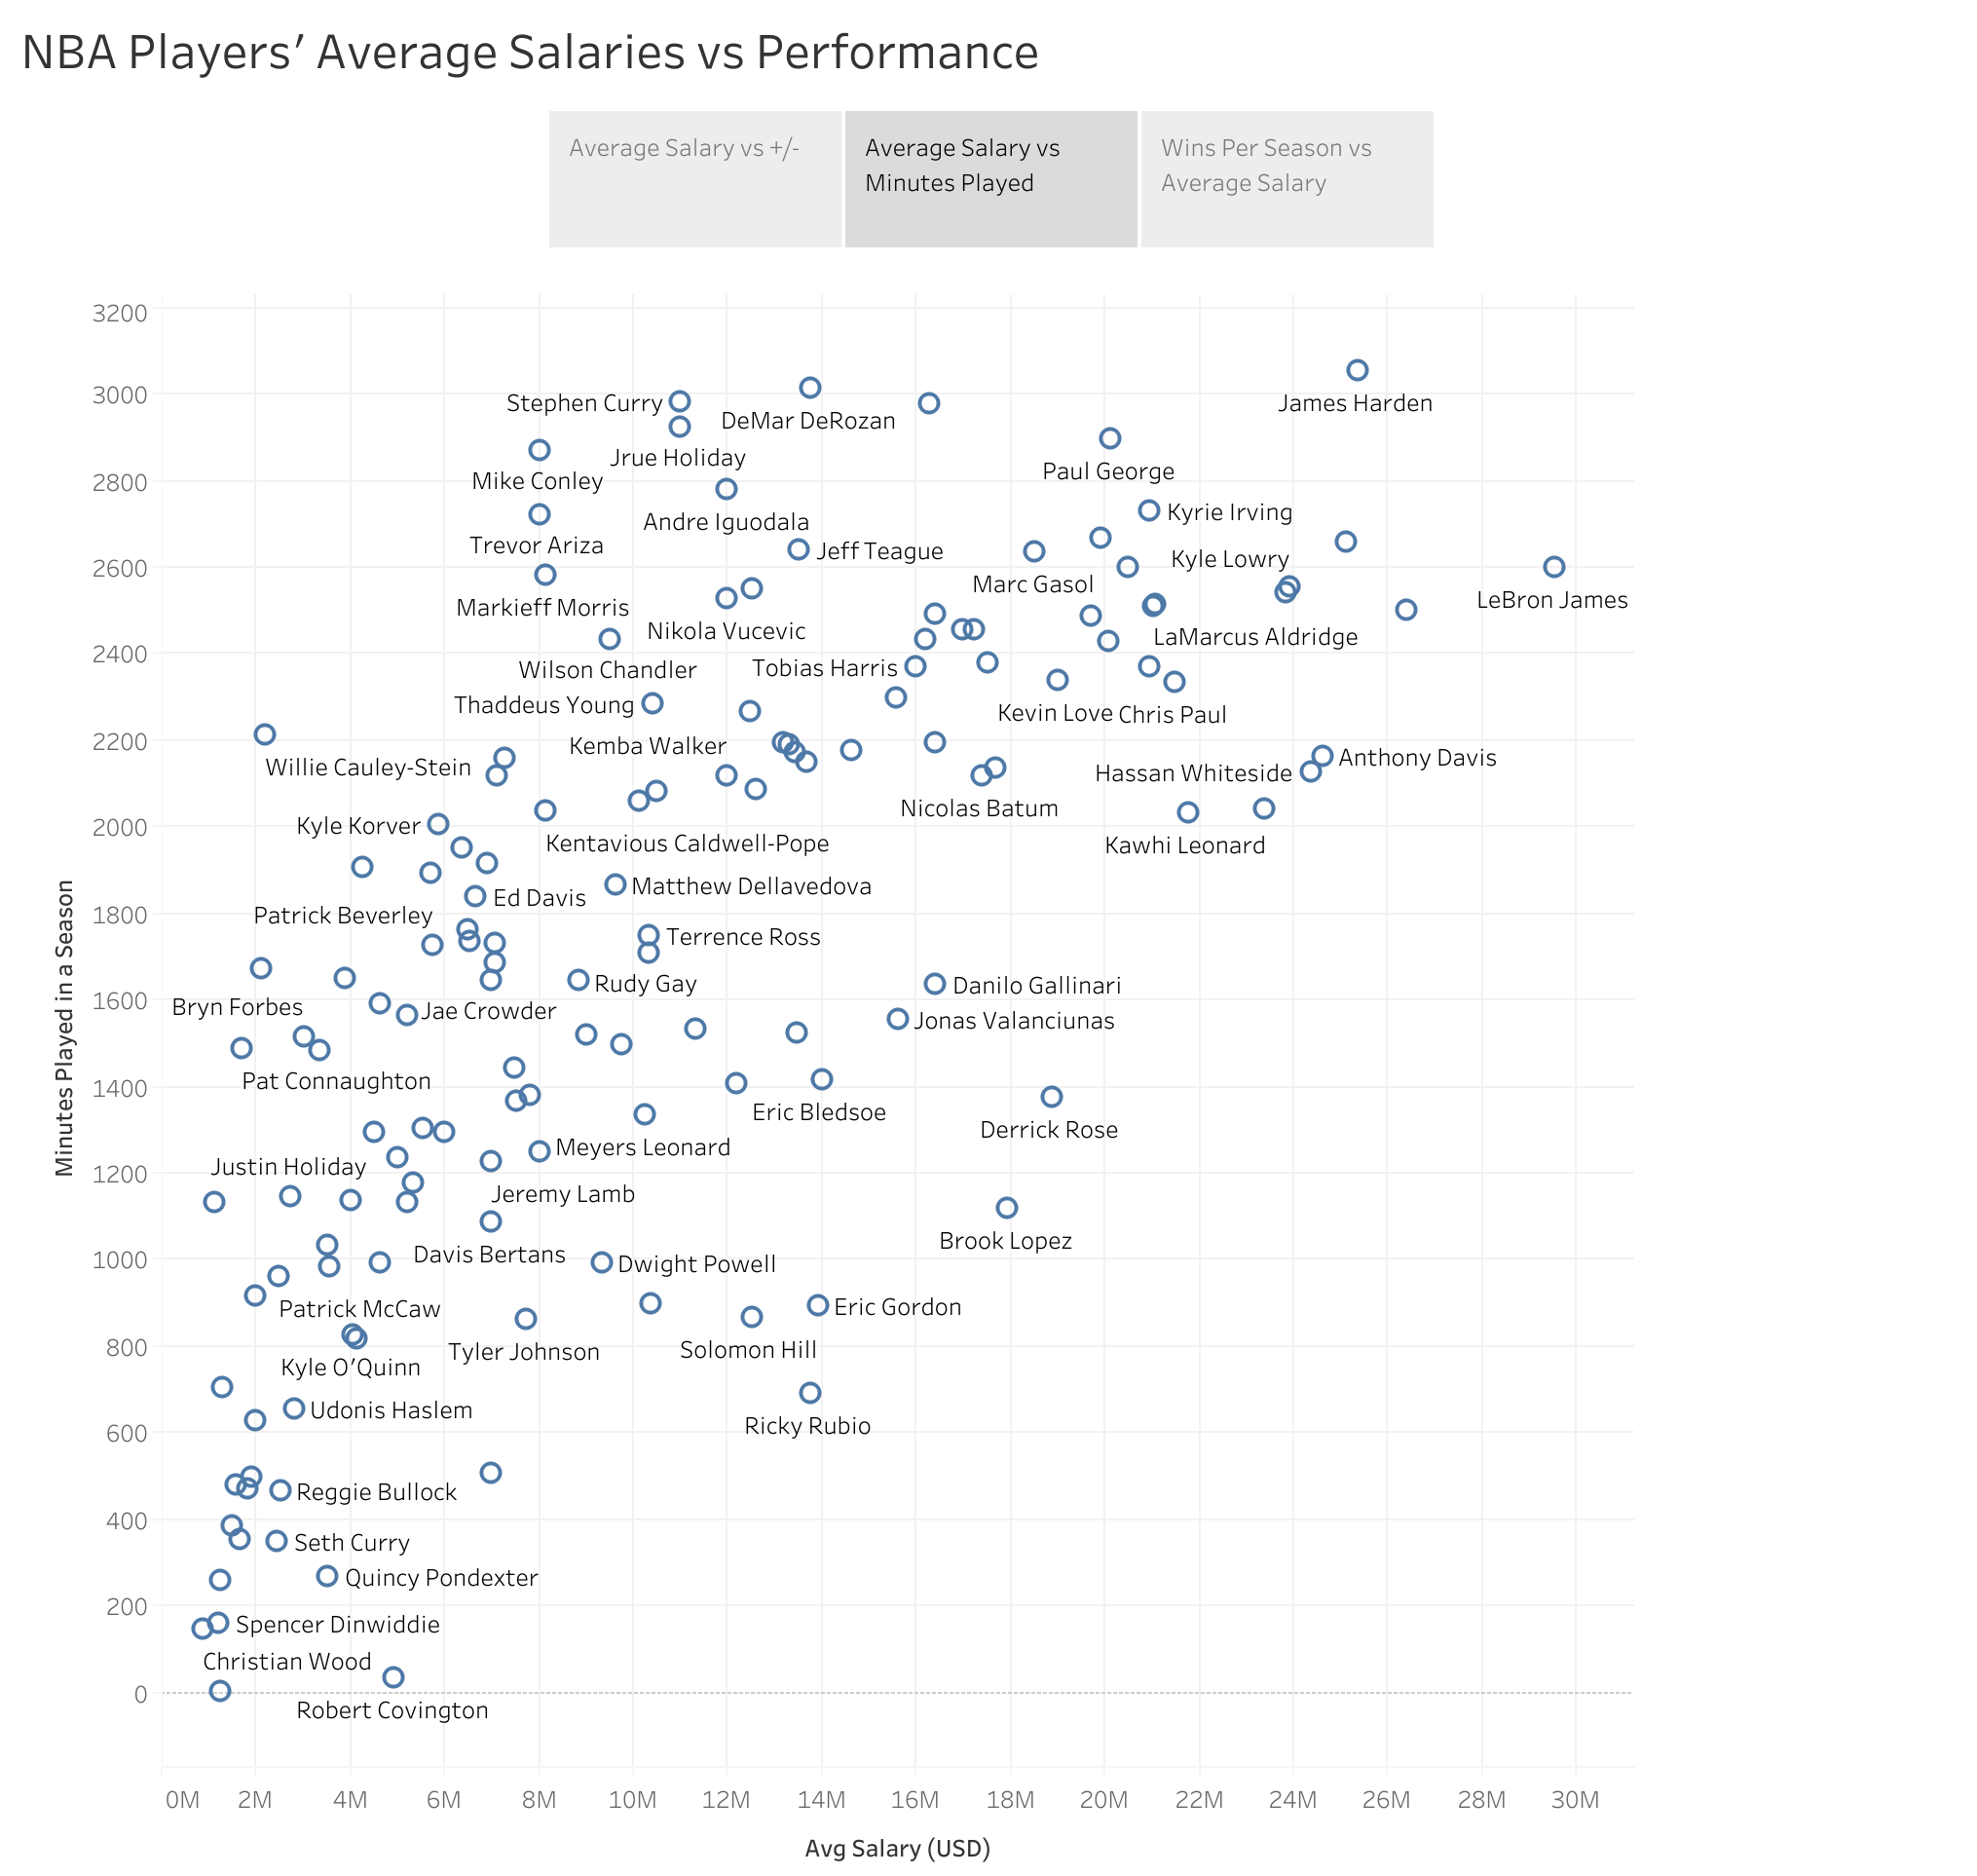 NBA Players’ Average Salaries vs Performance
Average Salary vs +/-
Average Salary vs
Minutes Played
Wins Per Season vs
Average Salary
3200
3000
2800
2600
2400
2200
2000
1800
1600
1400
1200
1000
800
600
400
200
0
Minutes Played in a Season
Stephen Curry
James Harden
DeMar DeRozan
Jrue Holiday
Paul George
Mike Conley
Kyrie Irving
Andre Iguodala
Trevor Ariza
Jeff Teague
Kyle Lowry
Marc Gasol
LeBron James
Markieff Morris
Nikola Vucevic
LaMarcus Aldridge
Tobias Harris
Wilson Chandler
Thaddeus Young
Kevin Love
Chris Paul
Kemba Walker
Anthony Davis
Willie Cauley-Stein
Hassan Whiteside
Nicolas Batum
Kyle Korver
Kentavious Caldwell-Pope
Kawhi Leonard
Matthew Dellavedova
Ed Davis
Patrick Beverley
Terrence Ross
Rudy Gay
Danilo Gallinari
Bryn Forbes
Jae Crowder
Jonas Valanciunas
Pat Connaughton
Eric Bledsoe
Derrick Rose
Meyers Leonard
Justin Holiday
Jeremy Lamb
Brook Lopez
Davis Bertans
Dwight Powell
Patrick McCaw
Eric Gordon
Tyler Johnson
Solomon Hill
Kyle O’Quinn
Udonis Haslem
Ricky Rubio
Reggie Bullock
Seth Curry
Quincy Pondexter
Spencer Dinwiddie
Christian Wood
Robert Covington
0M
2M
4M
6M
8M
10M
12M
14M
16M
18M
20M
22M
24M
26M
28M
30M
Avg Salary (USD)